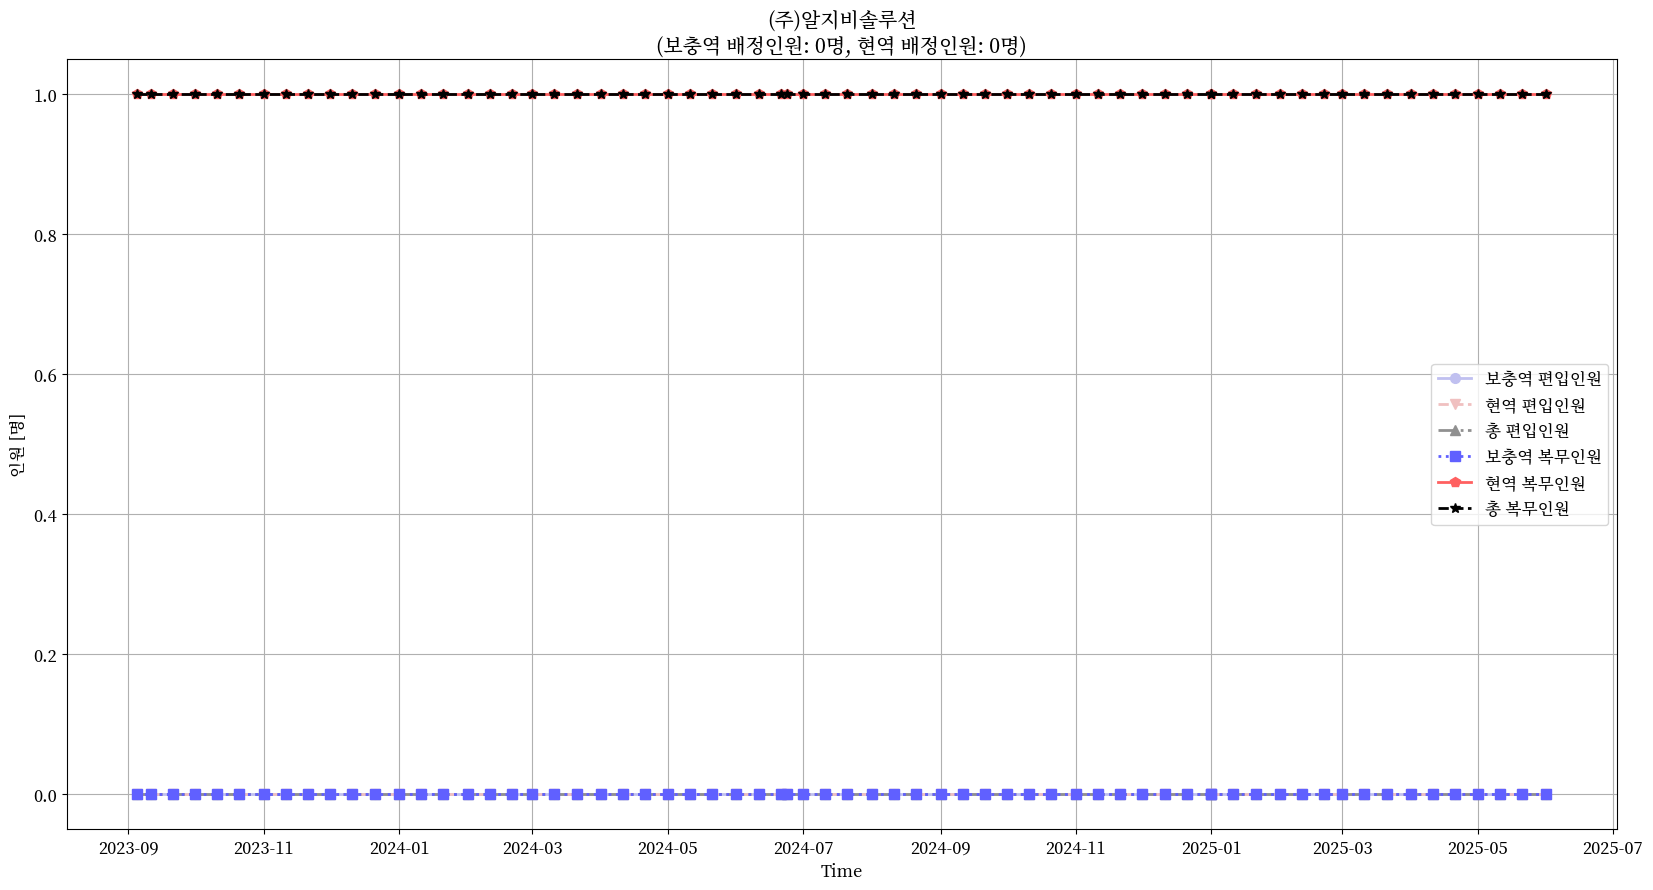 (주)알지비솔루션
(보충역 배정인원: 0명, 현역 배정인원: 0명)
인원 [명]
1.0
0.8
0.6
0.4
0.2
0.0
보충역 편입인원
현역 편입인원
총 편입인원
보충역 복무인원
현역 복무인원
총 복무인원
2023-09
2023-11
2024-01
2024-03
2024-05
2024-07
2024-09
2024-11
2025-01
2025-03
2025-05
2025-07
Time